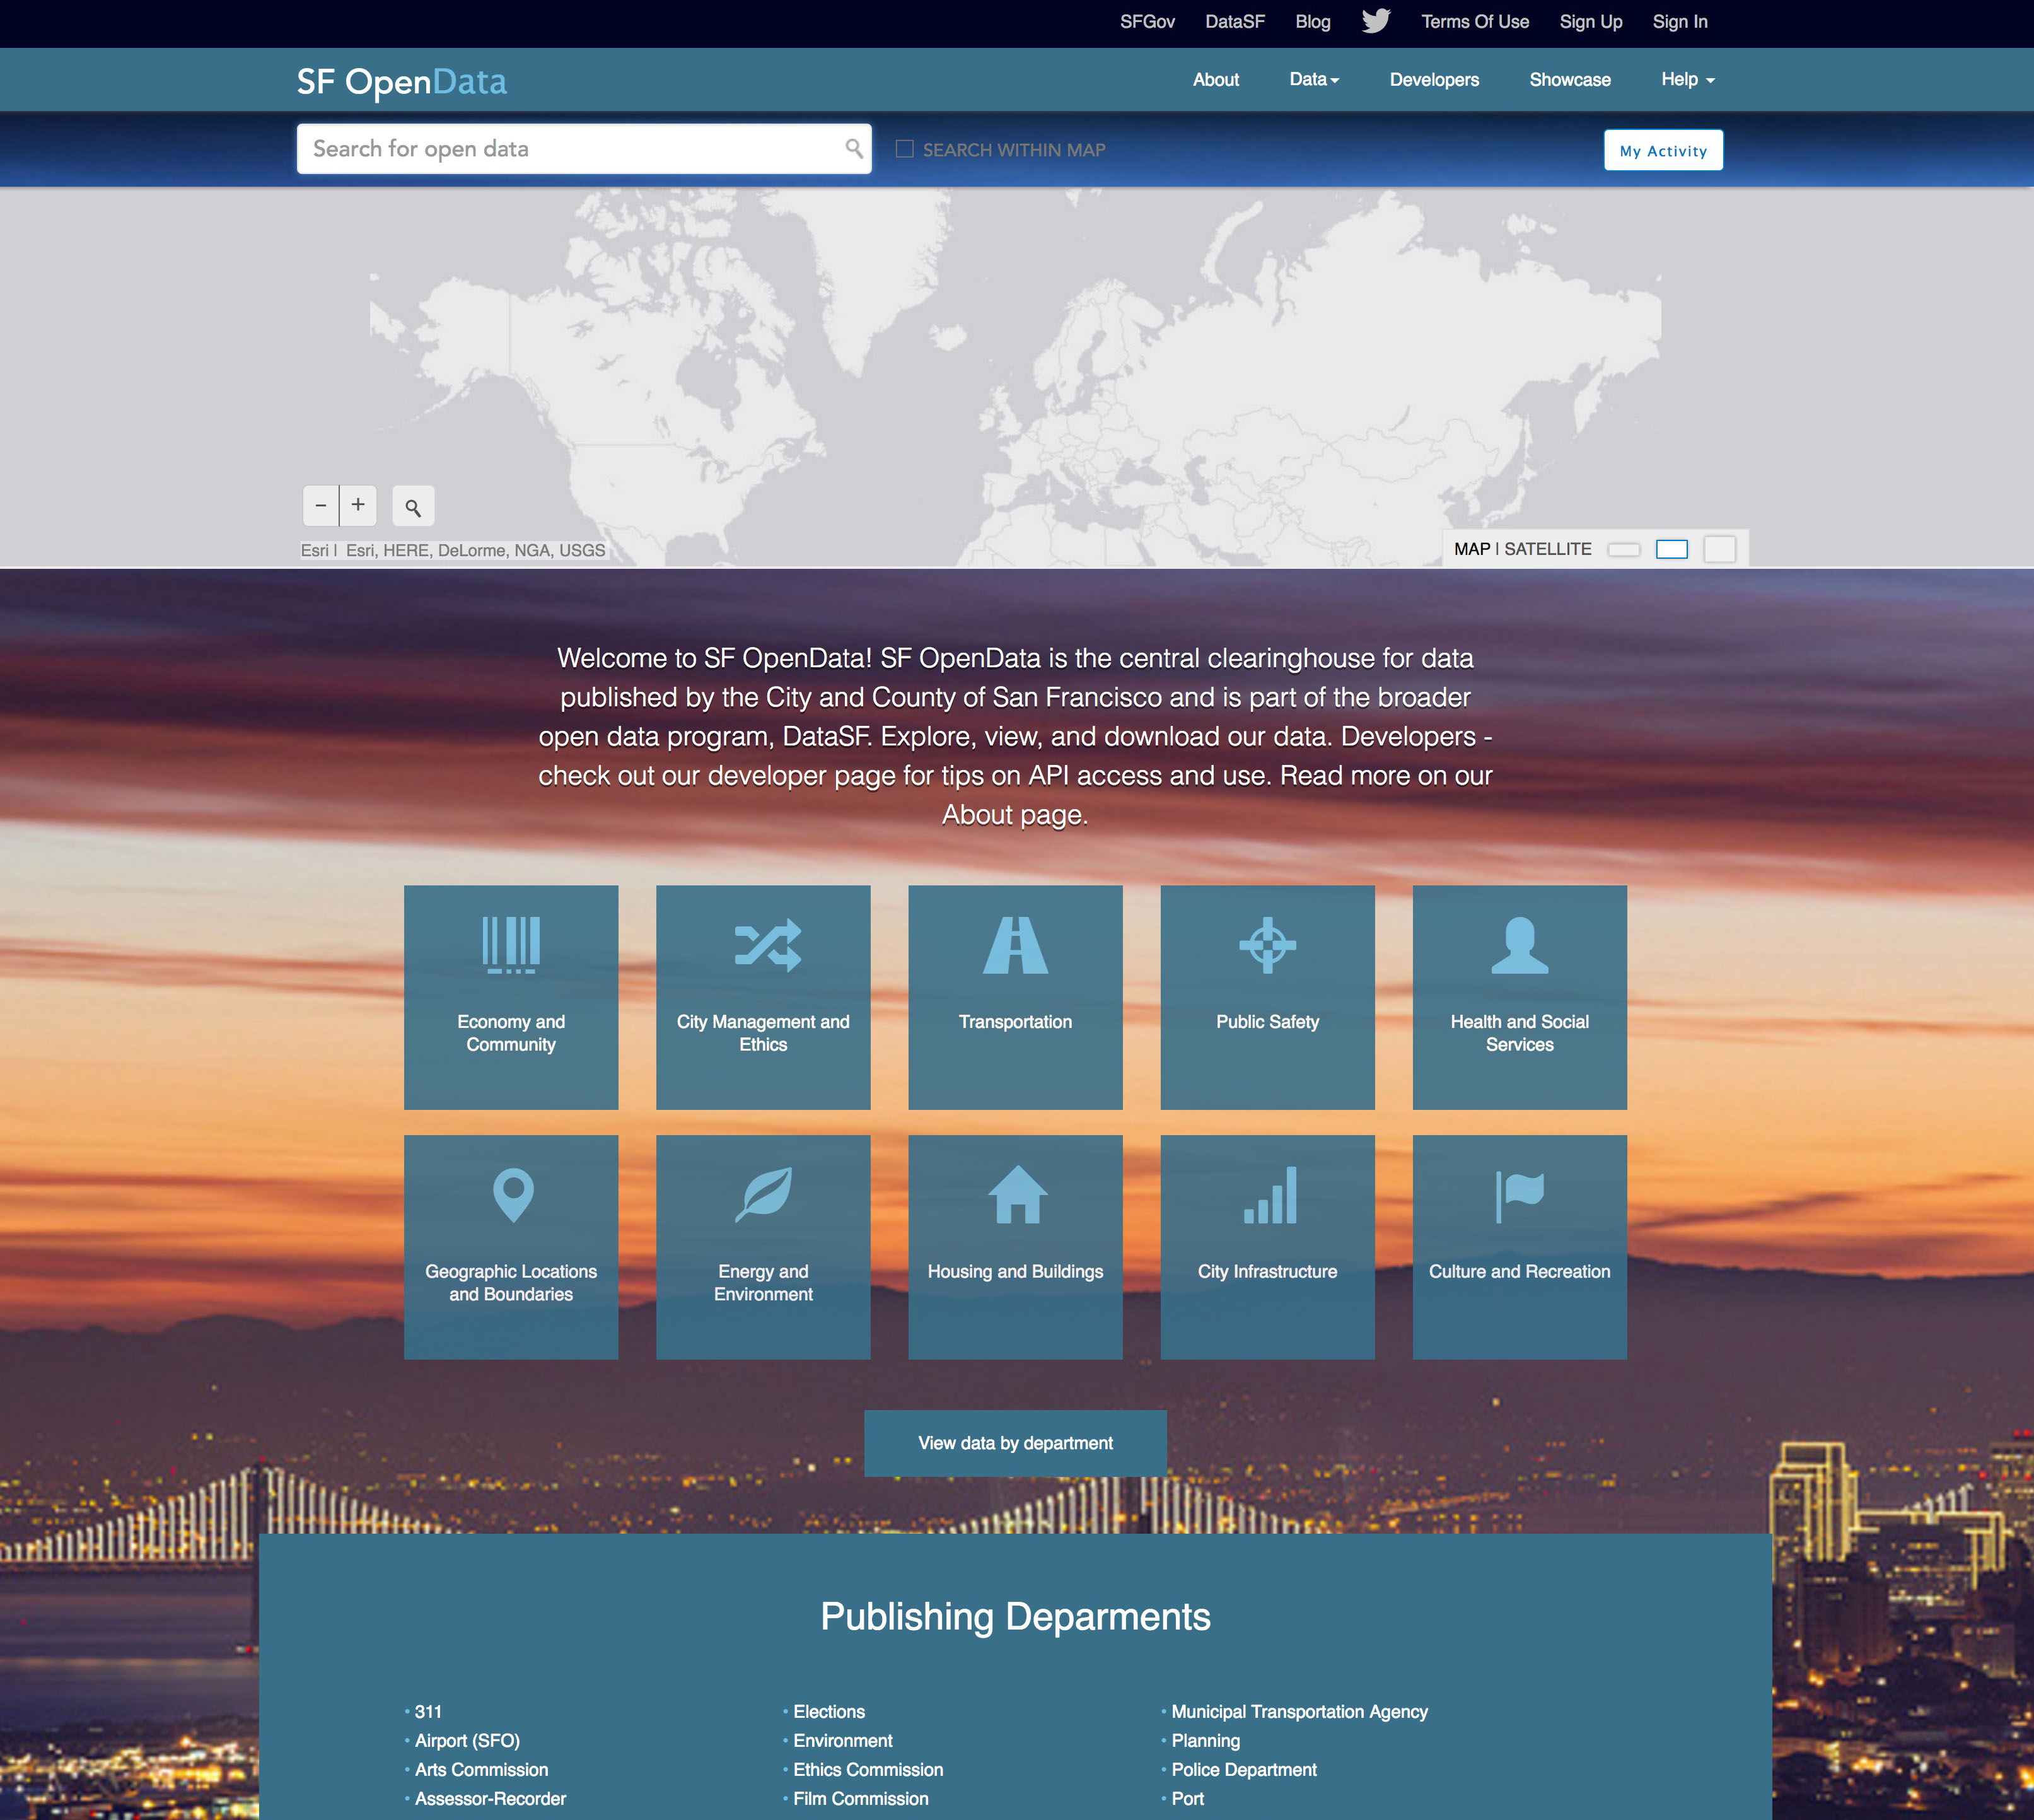 SFGov DataSF Blog Terms Of Use Sign Up Sign In
SF OpenData About Data Developers Showcase Help
Search for open data SEARCH WITHIN MAP My Activity
− +
Esri | Esri, HERE, DeLorme, NGA, USGS
MAP | SATELLITE
Welcome to SF OpenData! SF OpenData is the central clearinghouse for data
published by the City and County of San Francisco and is part of the broader
open data program, DataSF. Explore, view, and download our data. Developers -
check out our developer page for tips on API access and use. Read more on our
About page.
Economy and
Community
City Management and
Ethics
Transportation
Public Safety
Health and Social
Services
Geographic Locations
and Boundaries
Energy and
Environment
Housing and Buildings
City Infrastructure
Culture and Recreation
View data by department
Publishing Deparments
• 311
• Airport (SFO)
• Arts Commission
• Assessor-Recorder
• Elections
• Environment
• Ethics Commission
• Film Commission
• Municipal Transportation Agency
• Planning
• Police Department
• Port